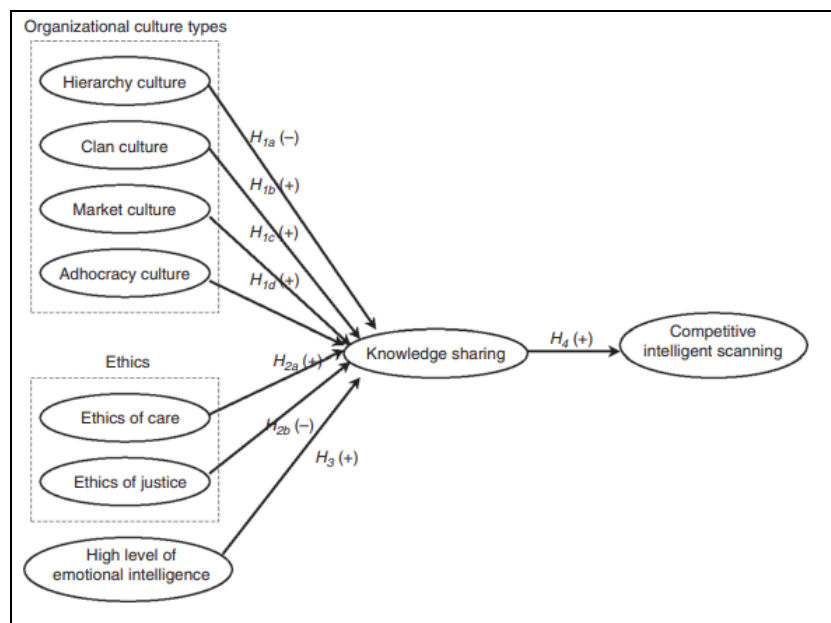 Organizational culture types
Hierarchy culture
H1a (–)
Clan culture
H1b (+)
Market culture
H1c (+)
Adhocracy culture
H1d (+)
Knowledge sharing
H4 (+)
Competitive
intelligent scanning
Ethics
H2a (+)
Ethics of care
H2b (–)
Ethics of justice
H3 (+)
High level of
emotional intelligence